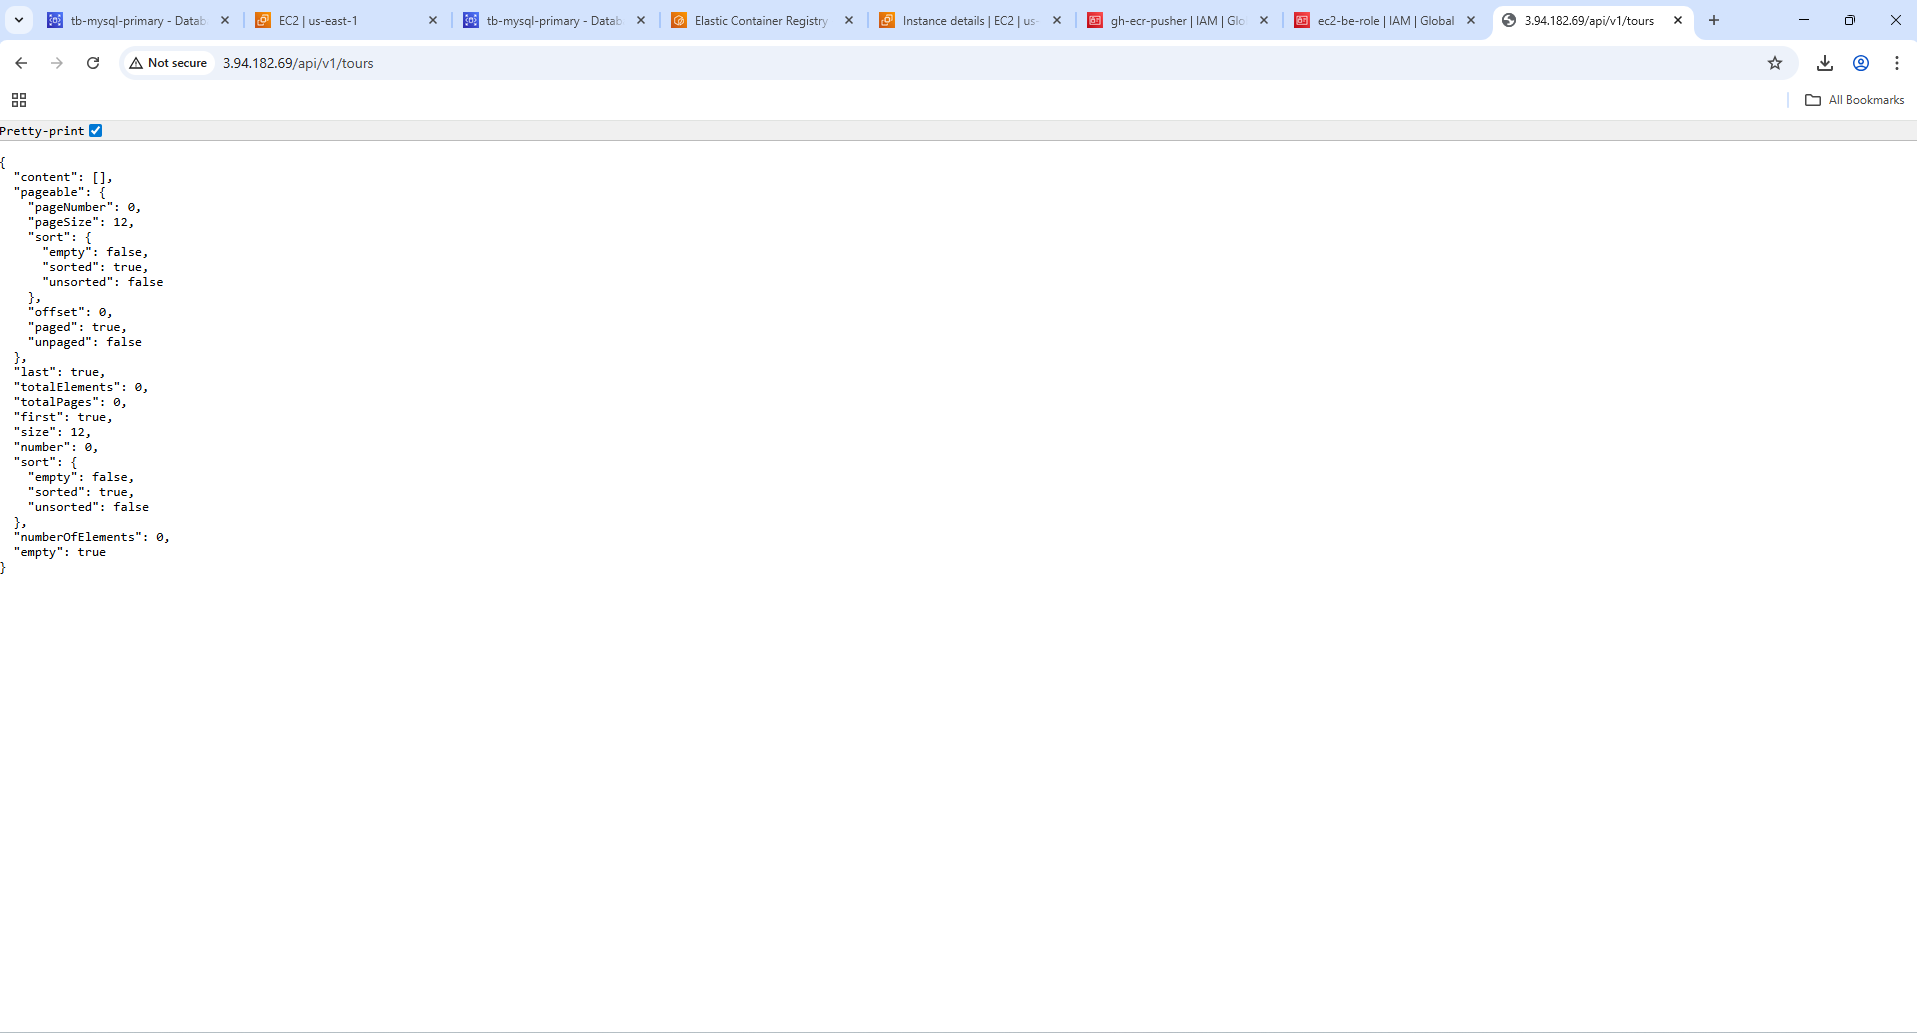 tb-mysql-primary - Datab
EC2 | us-east-1
tb-mysql-primary - Datab
Elastic Container Registry
Instance details | EC2 | us-
gh-ecr-pusher | IAM | Glo
ec2-be-role | IAM | Global
3.94.182.69/api/v1/tours
Not secure
3.94.182.69/api/v1/tours
All Bookmarks
Pretty-print
{
  "content": [],
  "pageable": {
    "pageNumber": 0,
    "pageSize": 12,
    "sort": {
      "empty": false,
      "sorted": true,
      "unsorted": false
    },
    "offset": 0,
    "paged": true,
    "unpaged": false
  },
  "last": true,
  "totalElements": 0,
  "totalPages": 0,
  "first": true,
  "size": 12,
  "number": 0,
  "sort": {
    "empty": false,
    "sorted": true,
    "unsorted": false
  },
  "numberOfElements": 0,
  "empty": true
}